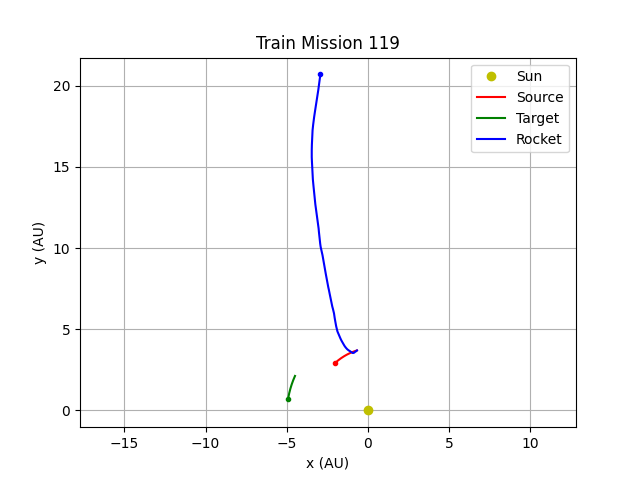 Train Mission 119
Sun
Source
Target
Rocket
20
15
10
5
0
y (AU)
−15
−10
−5
0
5
10
x (AU)